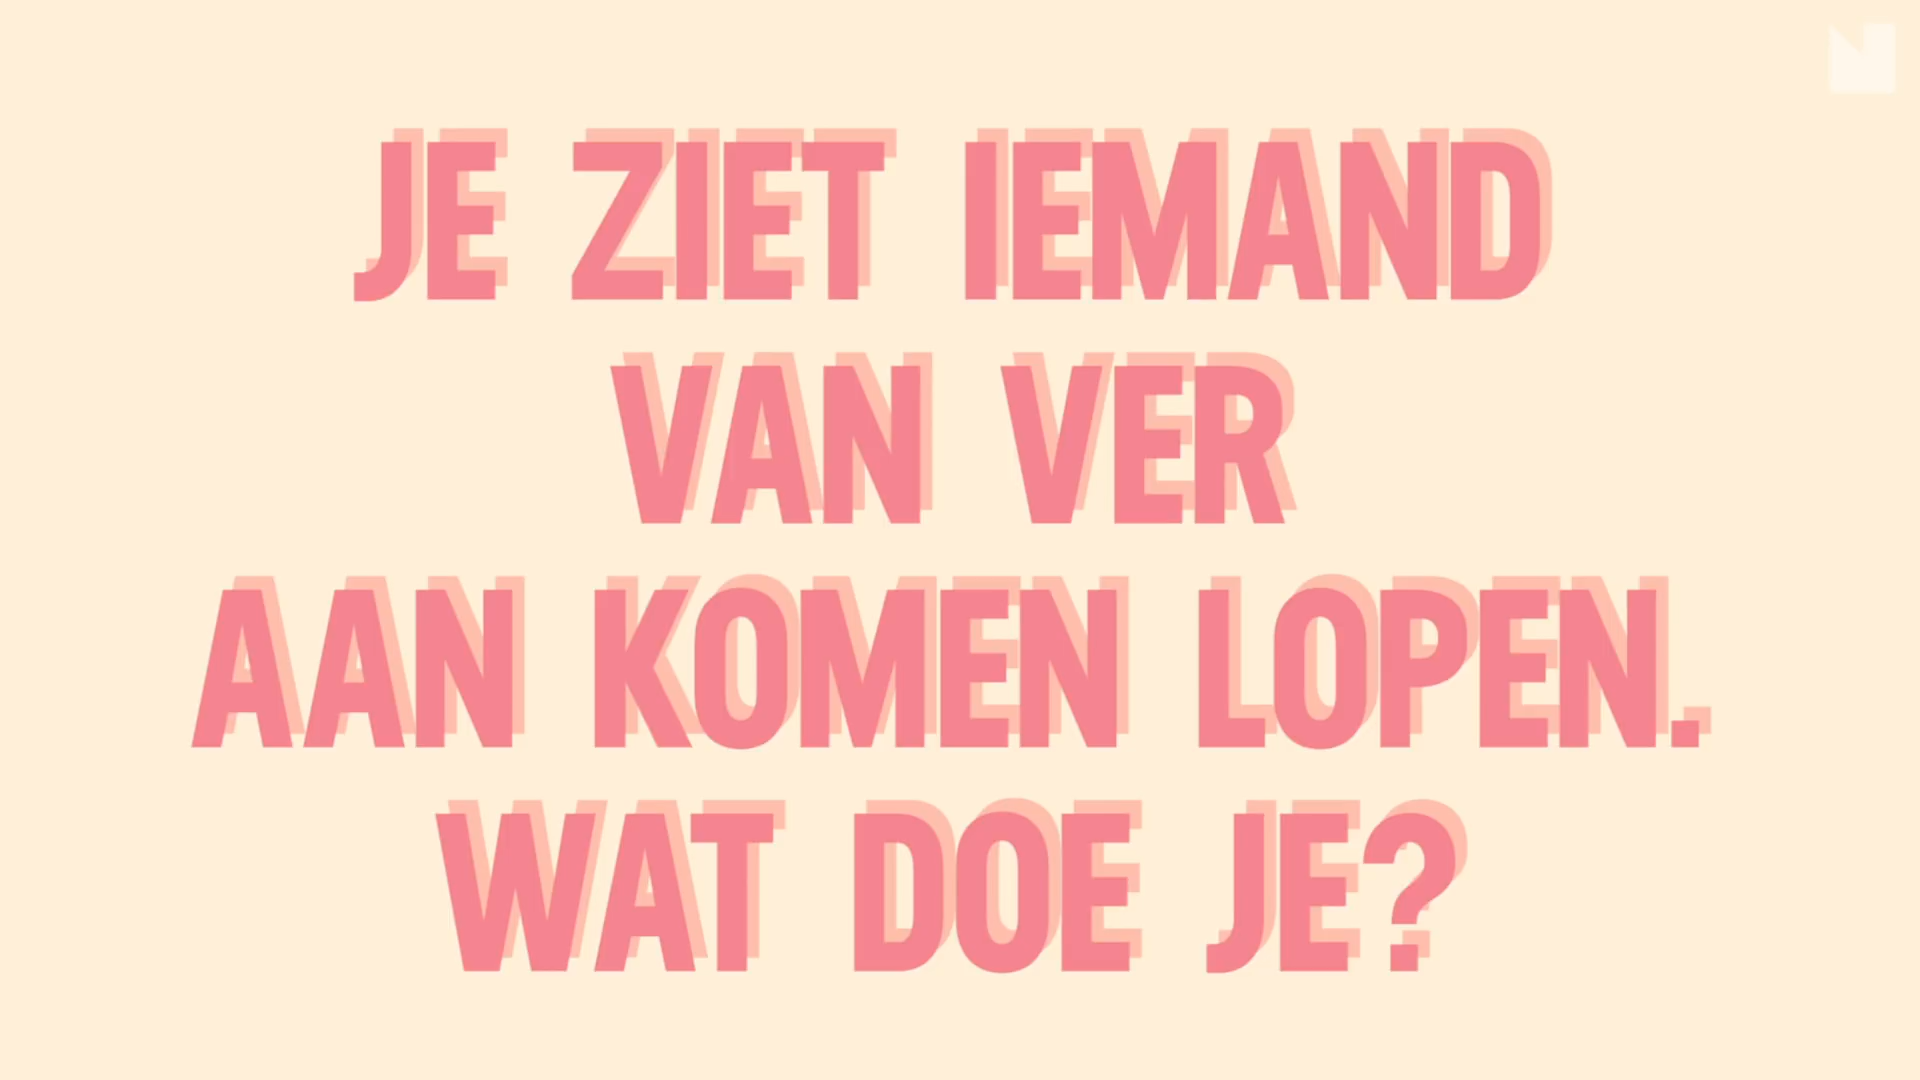 JE ZIET IEMAND
VAN VER
AAN KOMEN LOPEN.
WAT DOE JE?